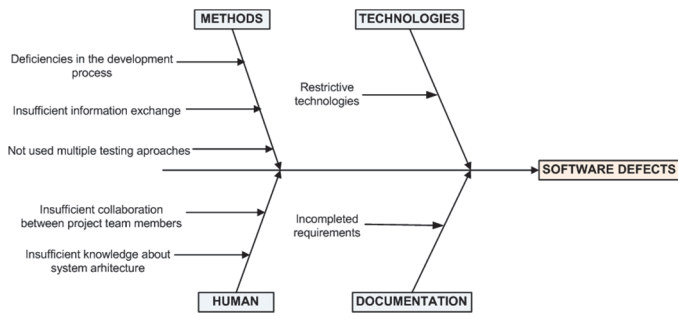 METHODS
TECHNOLOGIES
Deficiencies in the development
process
Restrictive
technologies
Insufficient information exchange
Not used multiple testing aproaches
SOFTWARE DEFECTS
Insufficient collaboration
between project team members
Incompleted
requirements
Insufficient knowledge about
system arhitecture
HUMAN
DOCUMENTATION